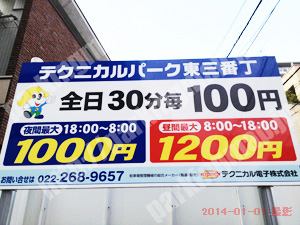 テクニカルパーク東三番丁
全日30分毎100円
夜間最大18:00~8:00
1000円
昼間最大8:00~18:00
1200円
お問い合せは 022-268-9657
テクニカル電子株式会社
2014-01-01撮影